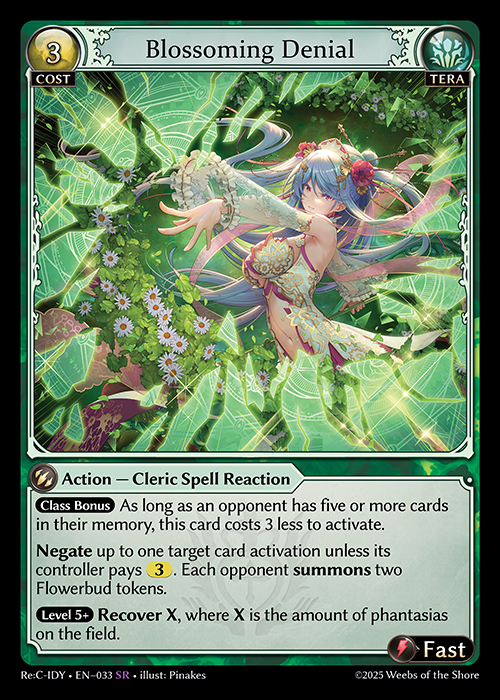 3
Blossoming Denial
COST
TERA
Action — Cleric Spell Reaction
Class Bonus As long as an opponent has five or more cards
in their memory, this card costs 3 less to activate.
Negate up to one target card activation unless its
controller pays 3. Each opponent summons two
Flowerbud tokens.
Level 5+ Recover X, where X is the amount of phantasias
on the field.
Fast
Re:C-IDY • EN-033 SR • illust: Pinakes
©2025 Weebs of the Shore